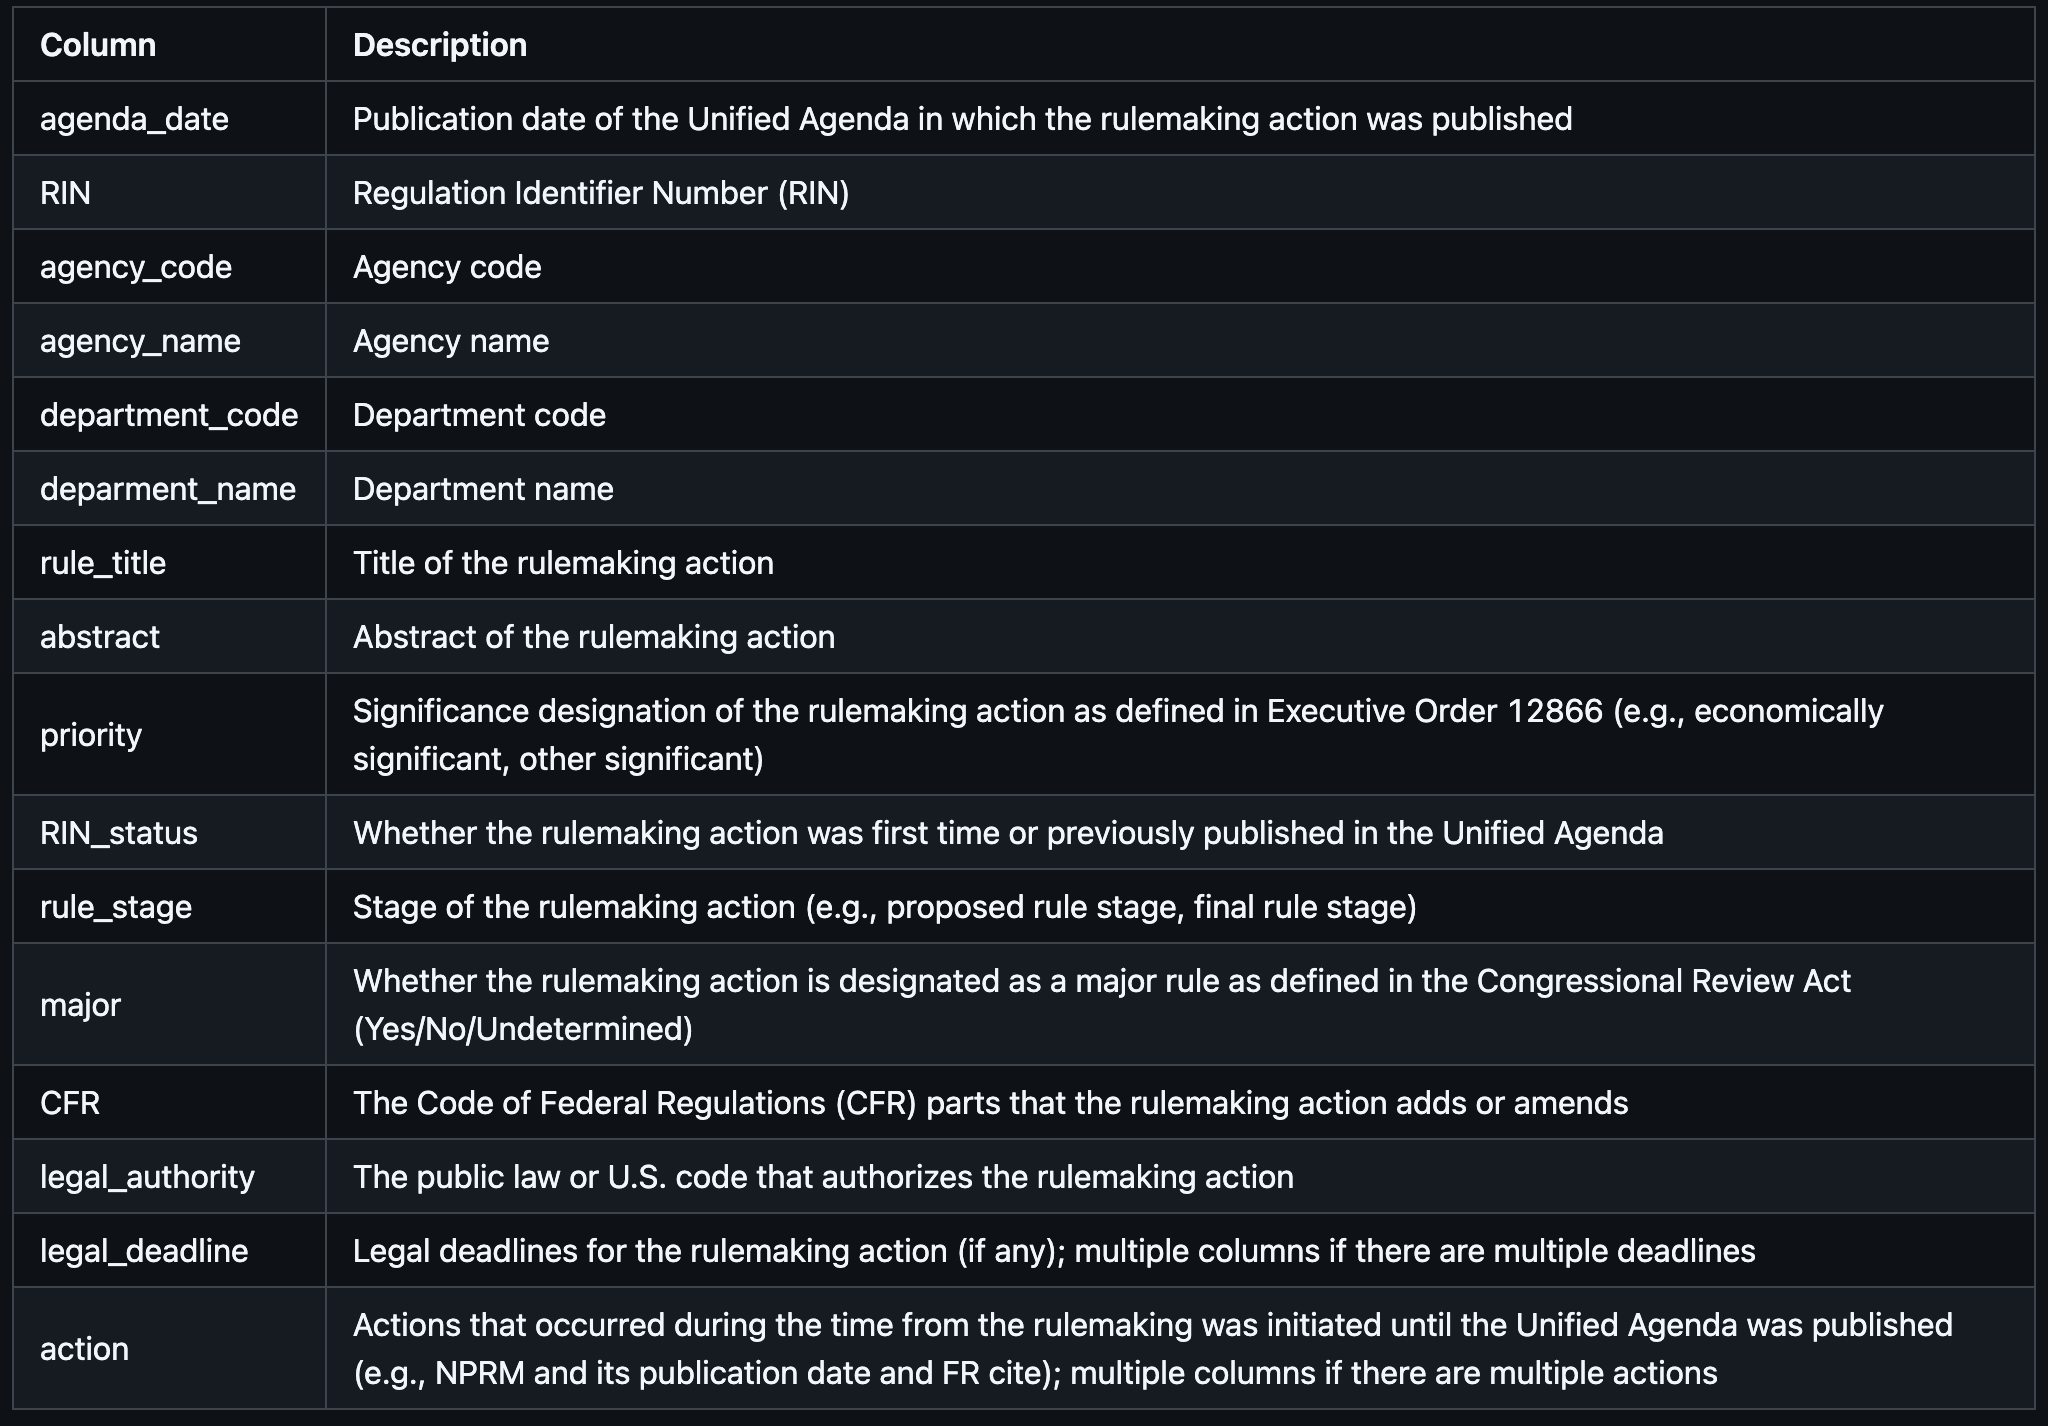 Column Description
agenda_date Publication date of the Unified Agenda in which the rulemaking action was published
RIN Regulation Identifier Number (RIN)
agency_code Agency code
agency_name Agency name
department_code Department code
deparment_name Department name
rule_title Title of the rulemaking action
abstract Abstract of the rulemaking action
priority Significance designation of the rulemaking action as defined in Executive Order 12866 (e.g., economically
significant, other significant)
RIN_status Whether the rulemaking action was first time or previously published in the Unified Agenda
rule_stage Stage of the rulemaking action (e.g., proposed rule stage, final rule stage)
major Whether the rulemaking action is designated as a major rule as defined in the Congressional Review Act
(Yes/No/Undetermined)
CFR The Code of Federal Regulations (CFR) parts that the rulemaking action adds or amends
legal_authority The public law or U.S. code that authorizes the rulemaking action
legal_deadline Legal deadlines for the rulemaking action (if any); multiple columns if there are multiple deadlines
action Actions that occurred during the time from the rulemaking was initiated until the Unified Agenda was published
(e.g., NPRM and its publication date and FR cite); multiple columns if there are multiple actions